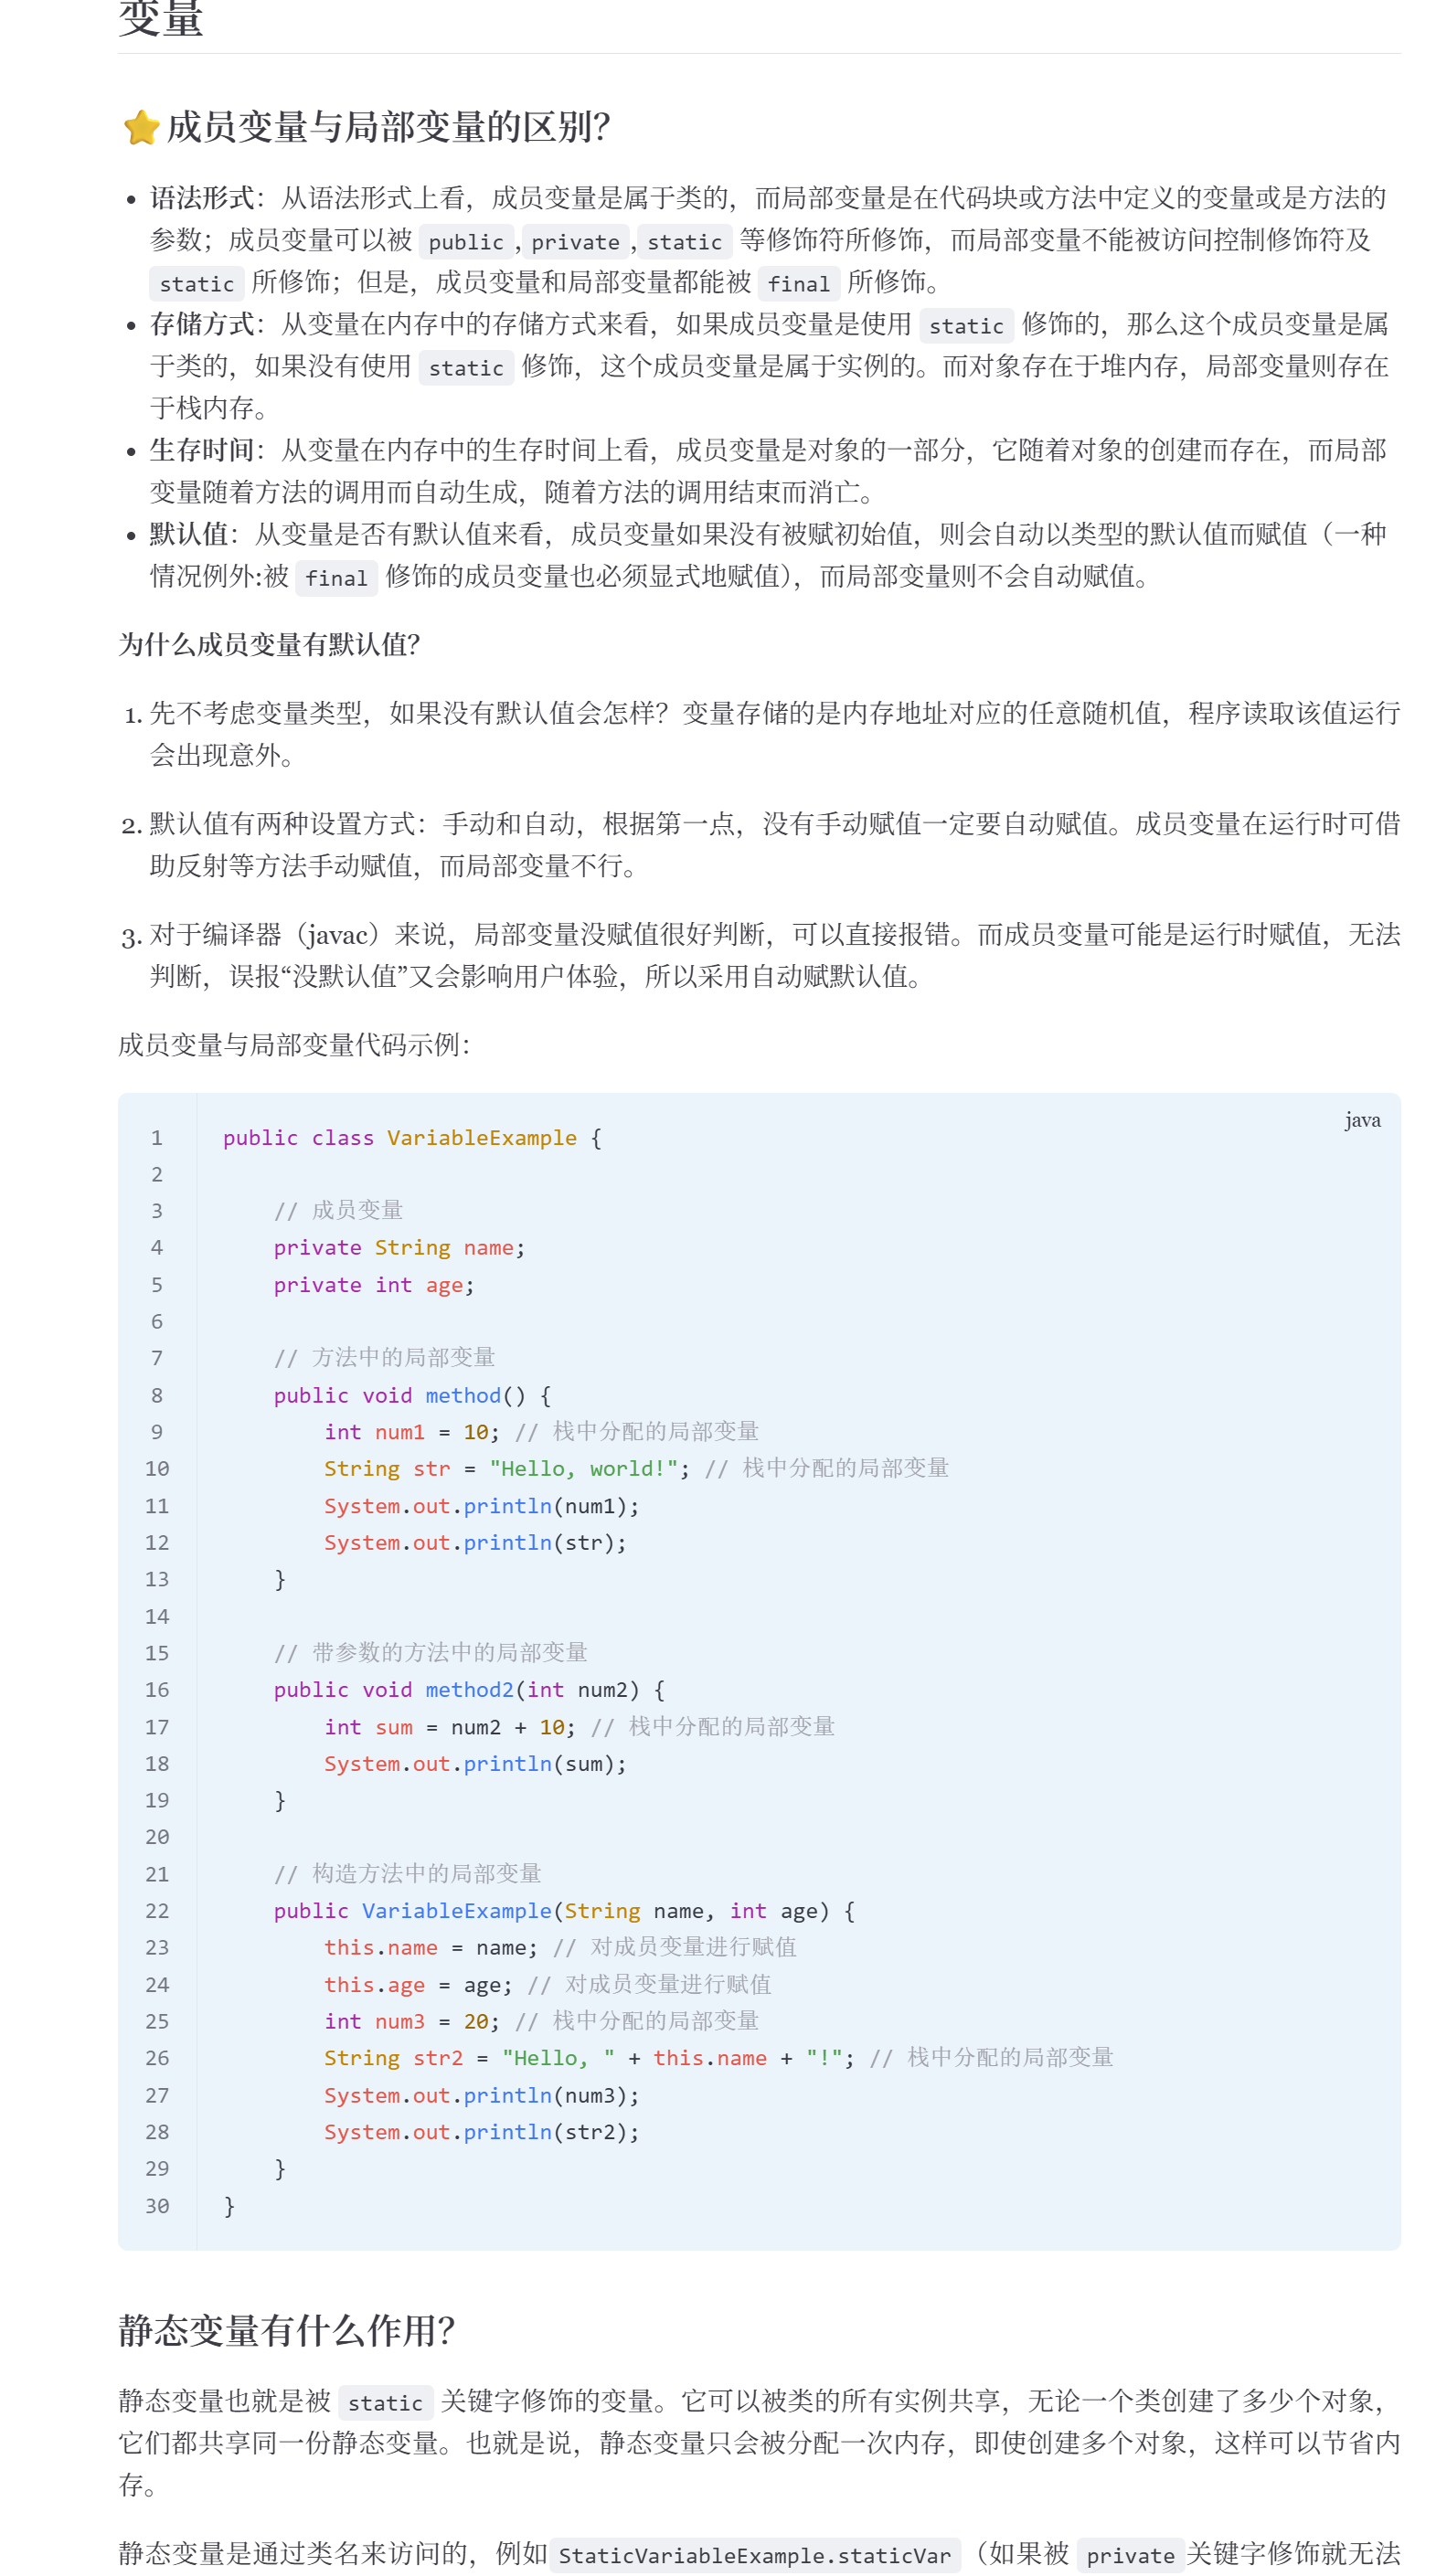 变量
⭐成员变量与局部变量的区别？
• 语法形式：从语法形式上看，成员变量是属于类的，而局部变量是在代码块或方法中定义的变量或是方法的
参数；成员变量可以被 public,private,static 等修饰符所修饰，而局部变量不能被访问控制修饰符及
static 所修饰；但是，成员变量和局部变量都能被 final 所修饰。
• 存储方式：从变量在内存中的存储方式来看，如果成员变量是使用 static 修饰的，那么这个成员变量是属
于类的，如果没有使用 static 修饰，这个成员变量是属于实例的。而对象存在于堆内存，局部变量则存在
于栈内存。
• 生存时间：从变量在内存中的生存时间上看，成员变量是对象的一部分，它随着对象的创建而存在，而局部
变量随着方法的调用而自动生成，随着方法的调用结束而消亡。
• 默认值：从变量是否有默认值来看，成员变量如果没有被赋初始值，则会自动以类型的默认值而赋值（一种
情况例外:被 final 修饰的成员变量也必须显式地赋值），而局部变量则不会自动赋值。
为什么成员变量有默认值？
1. 先不考虑变量类型，如果没有默认值会怎样？变量存储的是内存地址对应的任意随机值，程序读取该值运行
会出现意外。
2. 默认值有两种设置方式：手动和自动，根据第一点，没有手动赋值一定要自动赋值。成员变量在运行时可借
助反射等方法手动赋值，而局部变量不行。
3. 对于编译器（javac）来说，局部变量没赋值很好判断，可以直接报错。而成员变量可能是运行时赋值，无法
判断，误报“没默认值”又会影响用户体验，所以采用自动赋默认值。
成员变量与局部变量代码示例：
java
1 public class VariableExample {
2
3     // 成员变量
4     private String name;
5     private int age;
6
7     // 方法中的局部变量
8     public void method() {
9         int num1 = 10; // 栈中分配的局部变量
10         String str = "Hello, world!"; // 栈中分配的局部变量
11         System.out.println(num1);
12         System.out.println(str);
13     }
14
15     // 带参数的方法中的局部变量
16     public void method2(int num2) {
17         int sum = num2 + 10; // 栈中分配的局部变量
18         System.out.println(sum);
19     }
20
21     // 构造方法中的局部变量
22     public VariableExample(String name, int age) {
23         this.name = name; // 对成员变量进行赋值
24         this.age = age; // 对成员变量进行赋值
25         int num3 = 20; // 栈中分配的局部变量
26         String str2 = "Hello, " + this.name + "!"; // 栈中分配的局部变量
27         System.out.println(num3);
28         System.out.println(str2);
29     }
30 }
静态变量有什么作用？
静态变量也就是被 static 关键字修饰的变量。它可以被类的所有实例共享，无论一个类创建了多少个对象，
它们都共享同一份静态变量。也就是说，静态变量只会被分配一次内存，即使创建多个对象，这样可以节省内
存。
静态变量是通过类名来访问的，例如StaticVariableExample.staticVar（如果被 private关键字修饰就无法